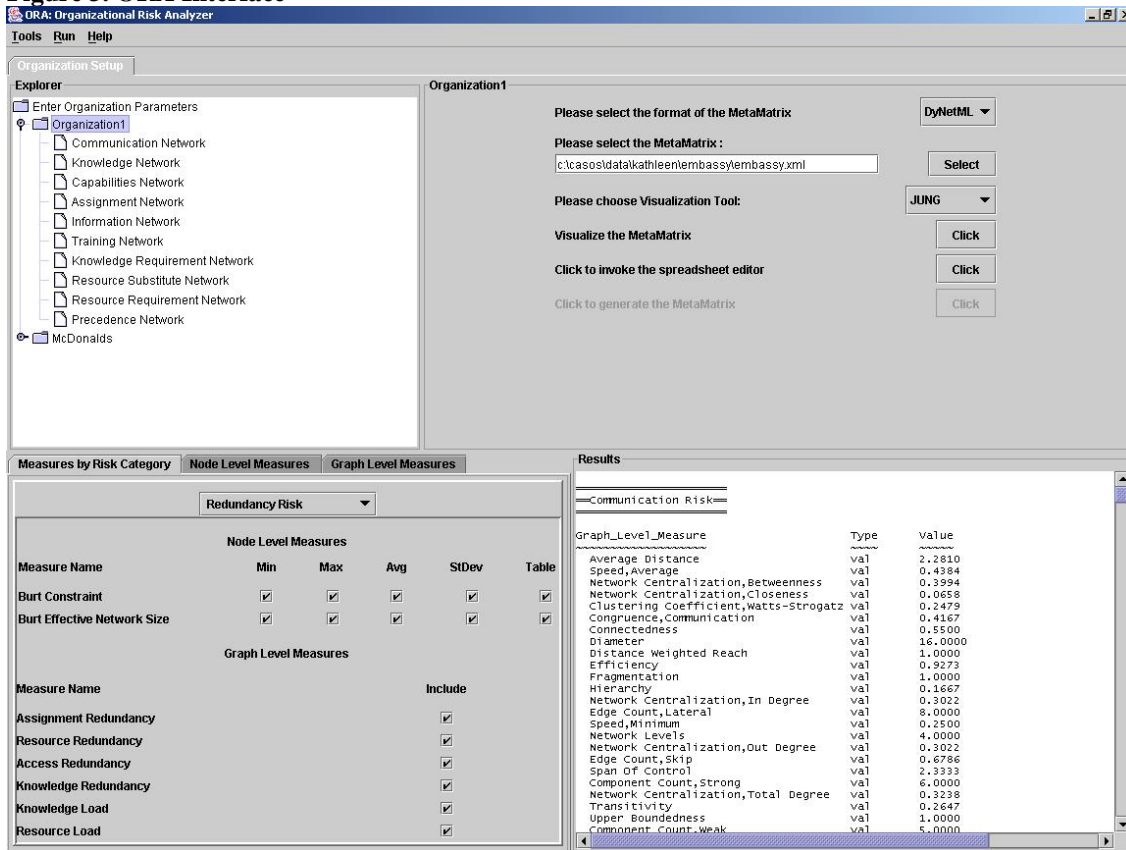 ORA: Organizational Risk Analyzer
Tools Run Help
Organization Setup
Explorer
Enter Organization Parameters
Organization1
Communication Network
Knowledge Network
Capabilities Network
Assignment Network
Information Network
Training Network
Knowledge Requirement Network
Resource Substitute Network
Resource Requirement Network
Precedence Network
McDonalds
Organization1
Please select the format of the MetaMatrix DyNetML
Please select the MetaMatrix :
c:\casos\data\kathleen\embassy\embassy.xml Select
Please choose Visualization Tool: JUNG
Visualize the MetaMatrix Click
Click to invoke the spreadsheet editor Click
Click to generate the MetaMatrix Click
Measures by Risk Category Node Level Measures Graph Level Measures
Redundancy Risk
Node Level Measures
Measure Name Min Max Avg StDev Table
Burt Constraint
Burt Effective Network Size
Graph Level Measures
Measure Name Include
Assignment Redundancy
Resource Redundancy
Access Redundancy
Knowledge Redundancy
Knowledge Load
Resource Load
Results
==Communication Risk==
Graph_Level_Measure Type Value
Average Distance val 2.2810
Speed,Average val 0.4384
Network Centralization,Betweenness val 0.3994
Network Centralization,Closeness val 0.0658
Clustering Coefficient,Watts-Strogatz val 0.2479
Congruence,Communication val 0.4167
Connectedness val 0.5500
Diameter val 16.0000
Distance Weighted Reach val 1.0000
Efficiency val 0.9273
Fragmentation val 1.0000
Hierarchy val 0.1667
Network Centralization,In Degree val 0.3022
Edge Count,Lateral val 8.0000
Speed,Minimum val 0.2500
Network Levels val 4.0000
Network Centralization,Out Degree val 0.3022
Edge Count,Skip val 0.6786
Span Of Control val 2.3333
Component Count,Strong val 6.0000
Network Centralization,Total Degree val 0.3238
Transitivity val 0.2647
Upper Boundedness val 1.0000
Component Count,Weak val 5.0000